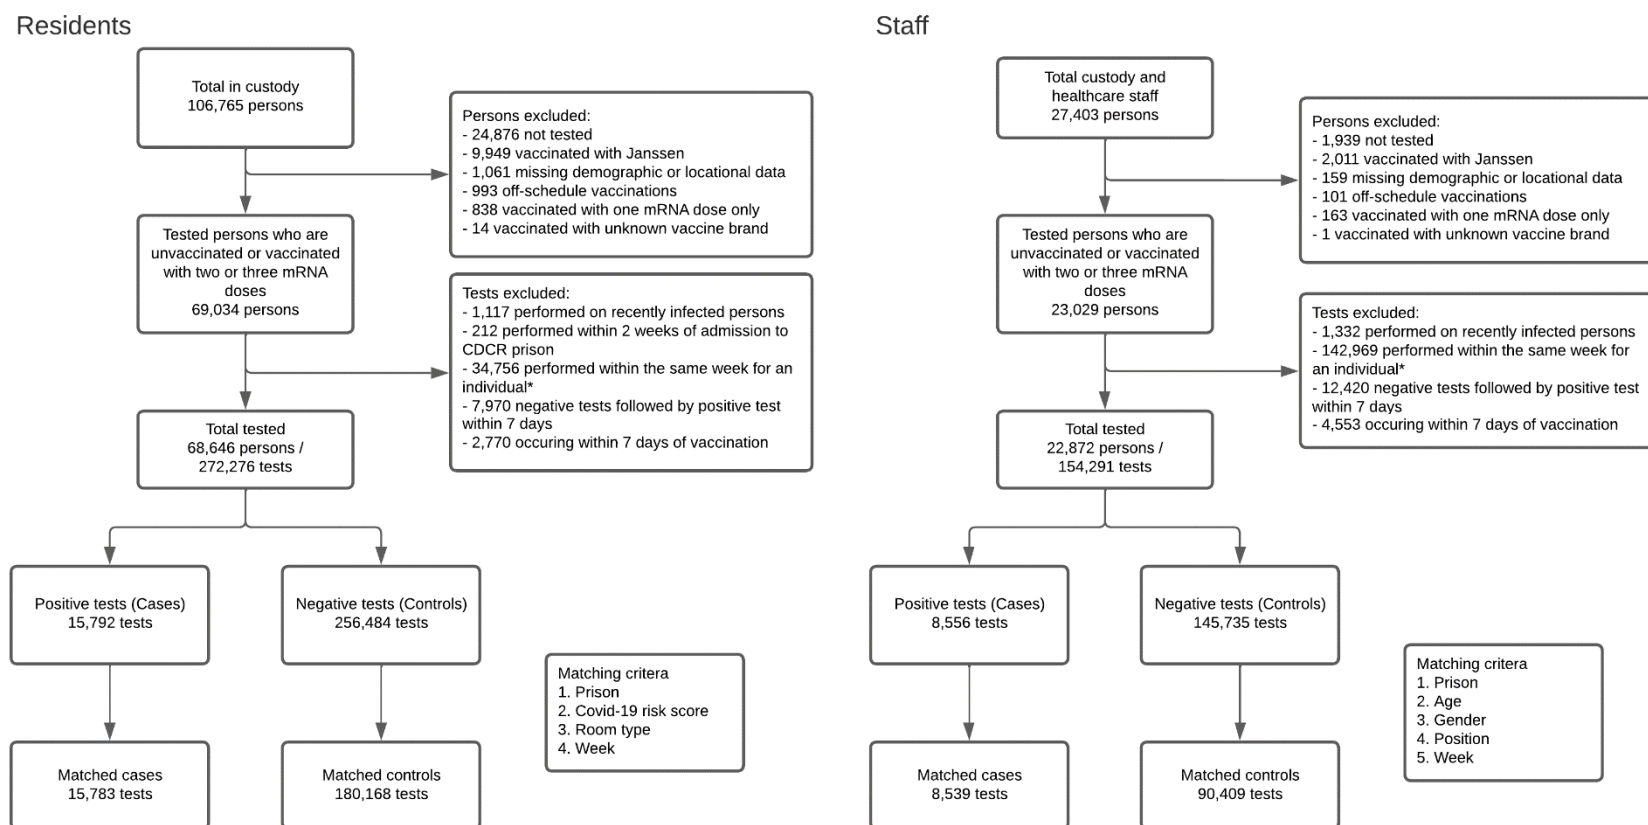 Residents
Total in custody
106,765 persons
Persons excluded:
- 24,876 not tested
- 9,949 vaccinated with Janssen
- 1,061 missing demographic or locational data
- 993 off-schedule vaccinations
- 838 vaccinated with one mRNA dose only
- 14 vaccinated with unknown vaccine brand
Tested persons who are
unvaccinated or vaccinated
with two or three mRNA
doses
69,034 persons
Tests excluded:
- 1,117 performed on recently infected persons
- 212 performed within 2 weeks of admission to
CDCR prison
- 34,756 performed within the same week for an
individual*
- 7,970 negative tests followed by positive test
within 7 days
- 2,770 occuring within 7 days of vaccination
Total tested
68,646 persons /
272,276 tests
Positive tests (Cases)
15,792 tests
Negative tests (Controls)
256,484 tests
Matching critera
1. Prison
2. Covid-19 risk score
3. Room type
4. Week
Matched cases
15,783 tests
Matched controls
180,168 tests
Staff
Total custody and
healthcare staff
27,403 persons
Persons excluded:
- 1,939 not tested
- 2,011 vaccinated with Janssen
- 159 missing demographic or locational data
- 101 off-schedule vaccinations
- 163 vaccinated with one mRNA dose only
- 1 vaccinated with unknown vaccine brand
Tested persons who are
unvaccinated or vaccinated
with two or three mRNA
doses
23,029 persons
Tests excluded:
- 1,332 performed on recently infected persons
- 142,969 performed within the same week for
an individual*
- 12,420 negative tests followed by positive test
within 7 days
- 4,553 occuring within 7 days of vaccination
Total tested
22,872 persons /
154,291 tests
Positive tests (Cases)
8,556 tests
Negative tests (Controls)
145,735 tests
Matching critera
1. Prison
2. Age
3. Gender
4. Position
5. Week
Matched cases
8,539 tests
Matched controls
90,409 tests